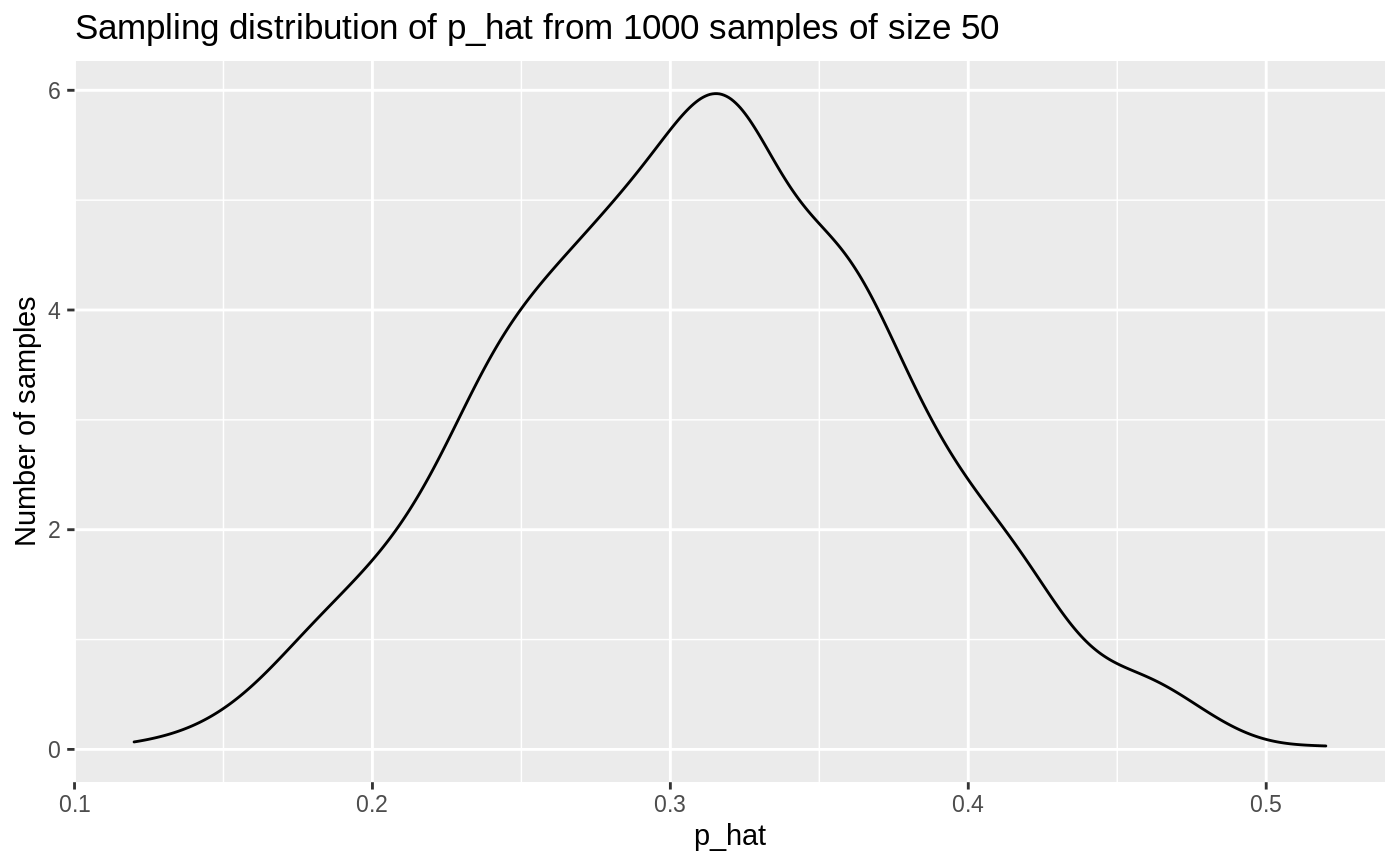 Sampling distribution of p_hat from 1000 samples of size 50
Number of samples
6
4
2
0
0.1 0.2 0.3 0.4 0.5
p_hat